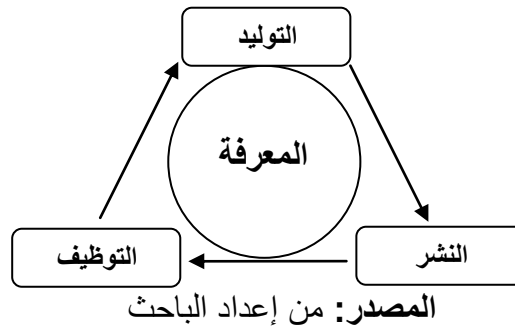 التوليد
المعرفة
النشر
التوظيف
المصدر: من إعداد الباحث